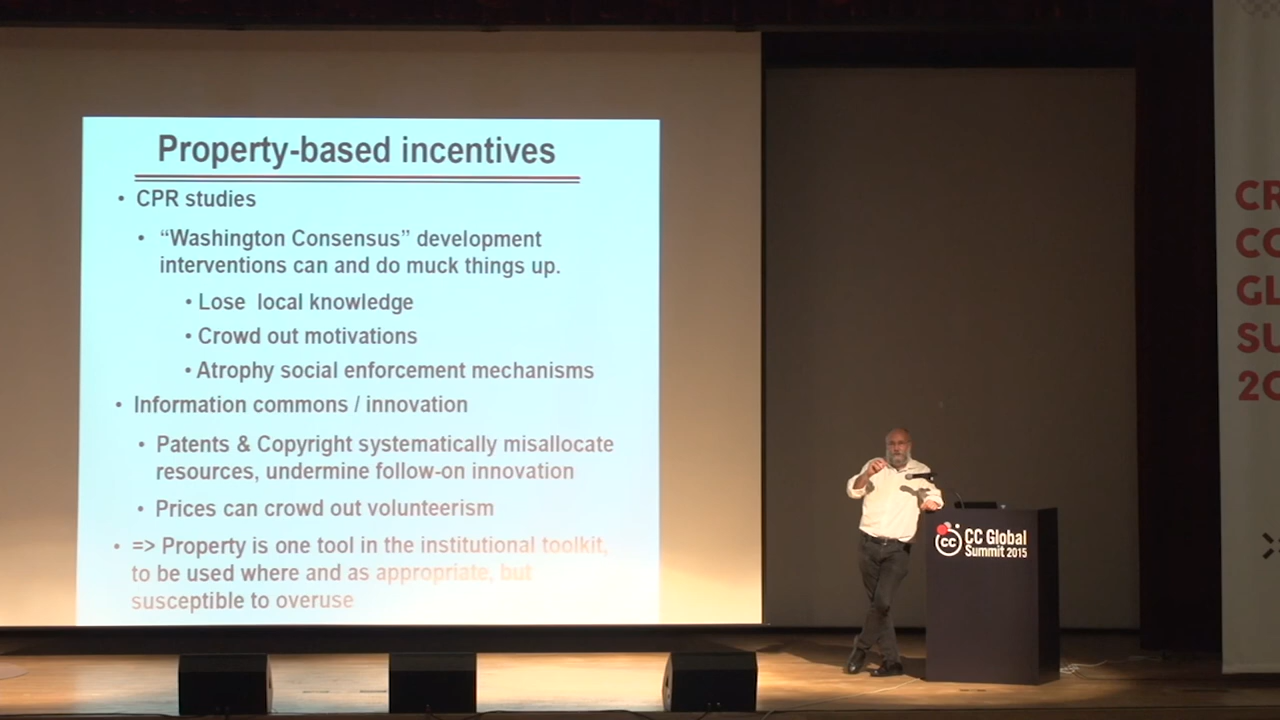 Property-based incentives
• CPR studies
• “Washington Consensus” development
interventions can and do muck things up.
• Lose local knowledge
• Crowd out motivations
• Atrophy social enforcement mechanisms
• Information commons / innovation
• Patents & Copyright systematically misallocate
resources, undermine follow-on innovation
• Prices can crowd out volunteerism
• => Property is one tool in the institutional toolkit,
to be used where and as appropriate, but
susceptible to overuse
CC Global
Summit 2015
CR
CO
GL
SU
20